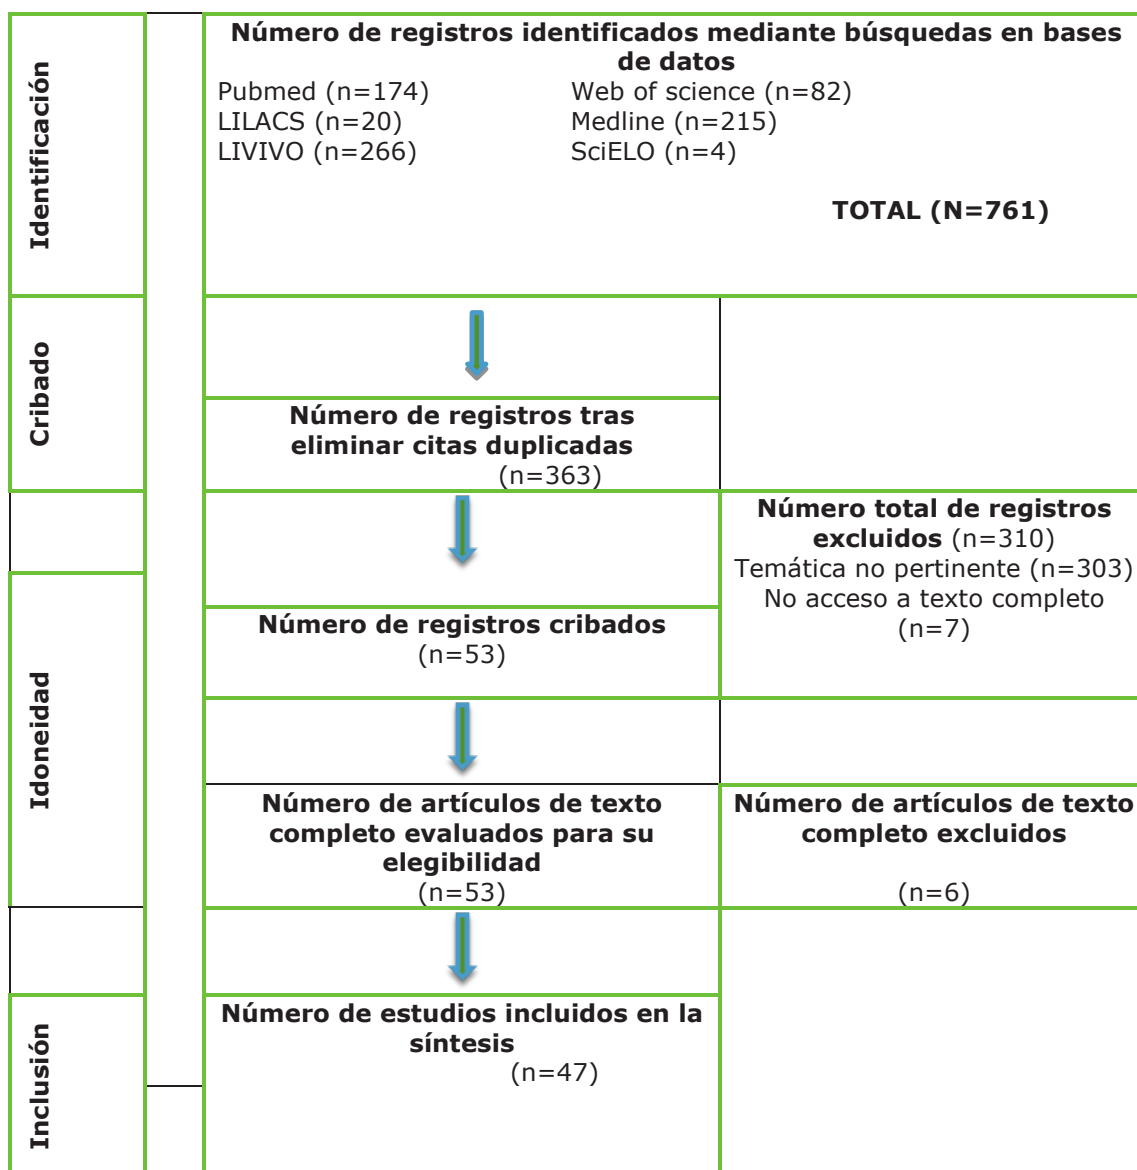 Identificación
Número de registros identificados mediante búsquedas en bases
de datos
Pubmed (n=174) Web of science (n=82)
LILACS (n=20) Medline (n=215)
LIVIVO (n=266) SciELO (n=4)
TOTAL (N=761)
Cribado
Número de registros tras
eliminar citas duplicadas
(n=363)
Número total de registros
excluidos (n=310)
Temática no pertinente (n=303)
No acceso a texto completo
(n=7)
Idoneidad
Número de registros cribados
(n=53)
Número de artículos de texto
completo evaluados para su
elegibilidad
(n=53)
Número de artículos de texto
completo excluidos
(n=6)
Inclusión
Número de estudios incluidos en la
síntesis
(n=47)